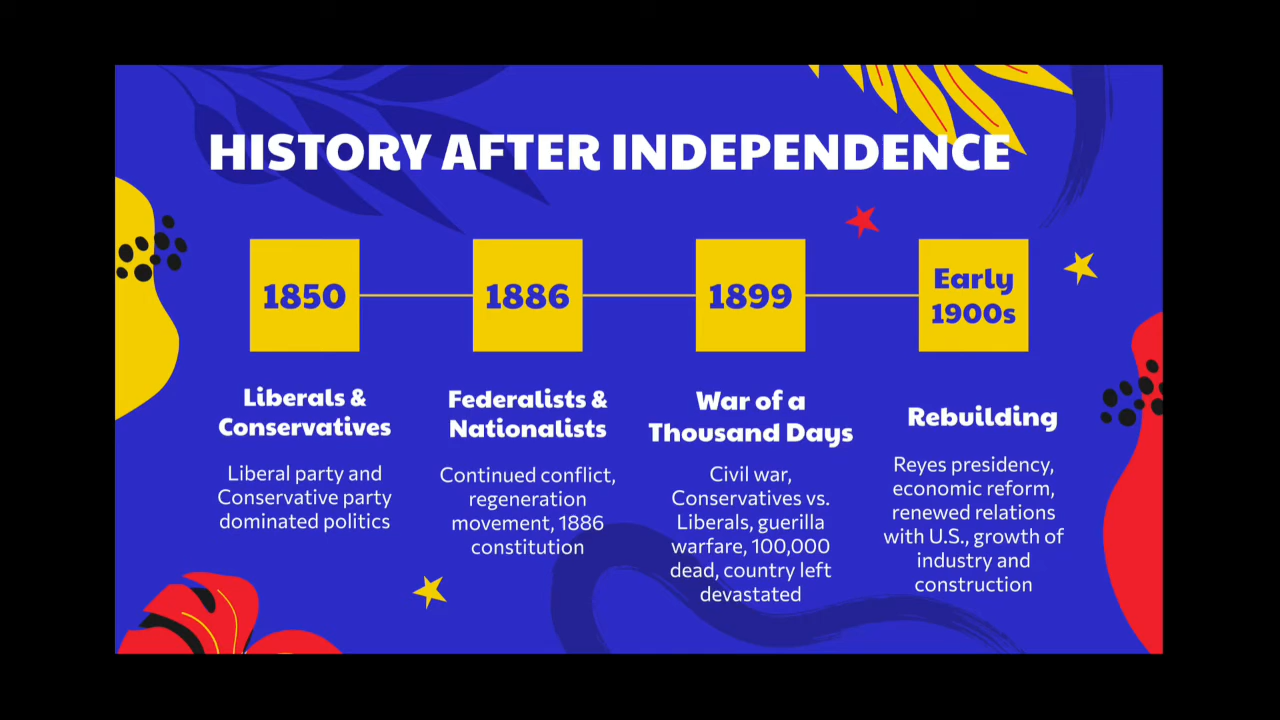 HISTORY AFTER INDEPENDENCE
1850
1886
1899
Early
1900s
Liberals &
Conservatives
Liberal party and
Conservative party
dominated politics
Federalists &
Nationalists
Continued conflict,
regeneration
movement, 1886
constitution
War of a
Thousand Days
Civil war,
Conservatives vs.
Liberals, guerilla
warfare, 100,000
dead, country left
devastated
Rebuilding
Reyes presidency,
economic reform,
renewed relations
with U.S., growth of
industry and
construction